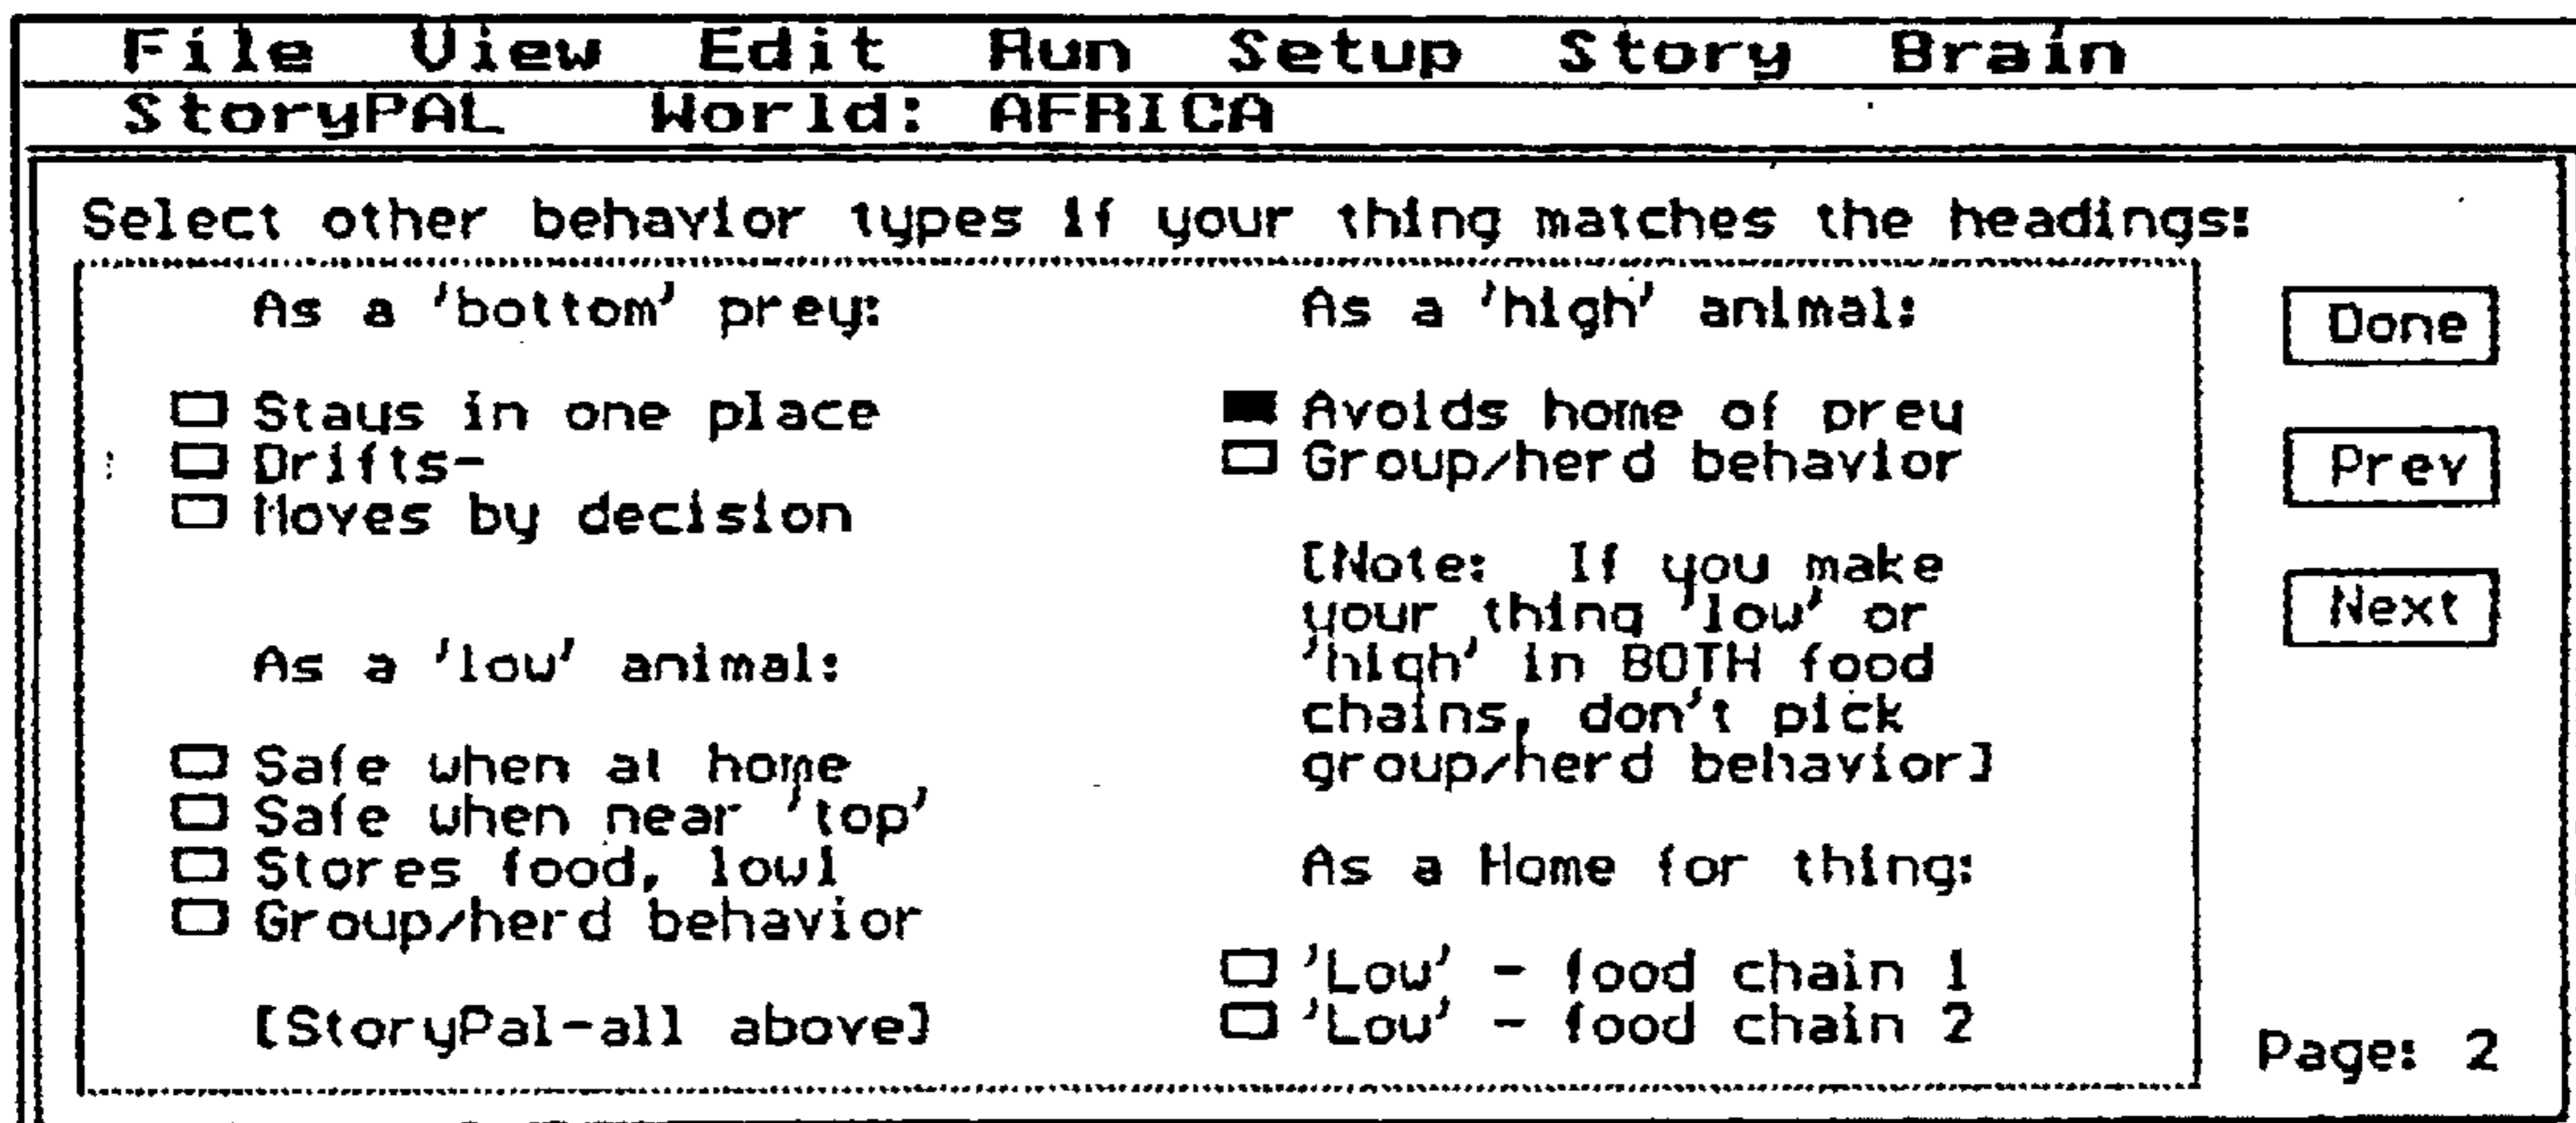 File View Edit Run Setup Story Brain
StoryPAL World: AFRICA
Select other behavior types if your thing matches the headings:
As a 'bottom' prey:
Stays in one place
Drifts-
Moves by decision
As a 'low' animal:
Safe when at home
Safe when near 'top'
Stores food, lowl
Group/herd behavior
[StoryPal-all above]
As a 'high' animal:
Avoids home of prey
Group/herd behavior
[Note: If you make
your thing 'low' or
'high' in BOTH food
chains, don't pick
group/herd behavior]
As a Home for thing:
'Low' - food chain 1
'Low' - food chain 2
Done
Prev
Next
Page: 2